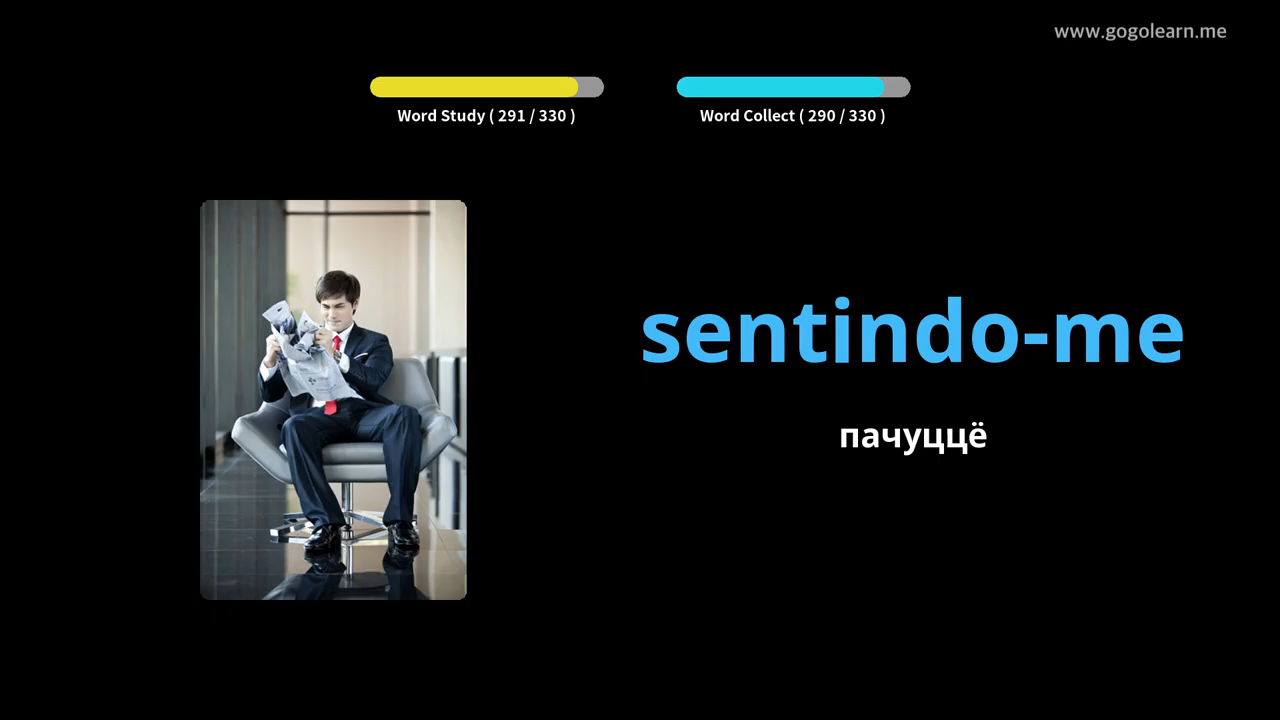 www.gogolearn.me
Word Study ( 291 / 330 )
Word Collect ( 290 / 330 )
sentindo-me
пачуццё